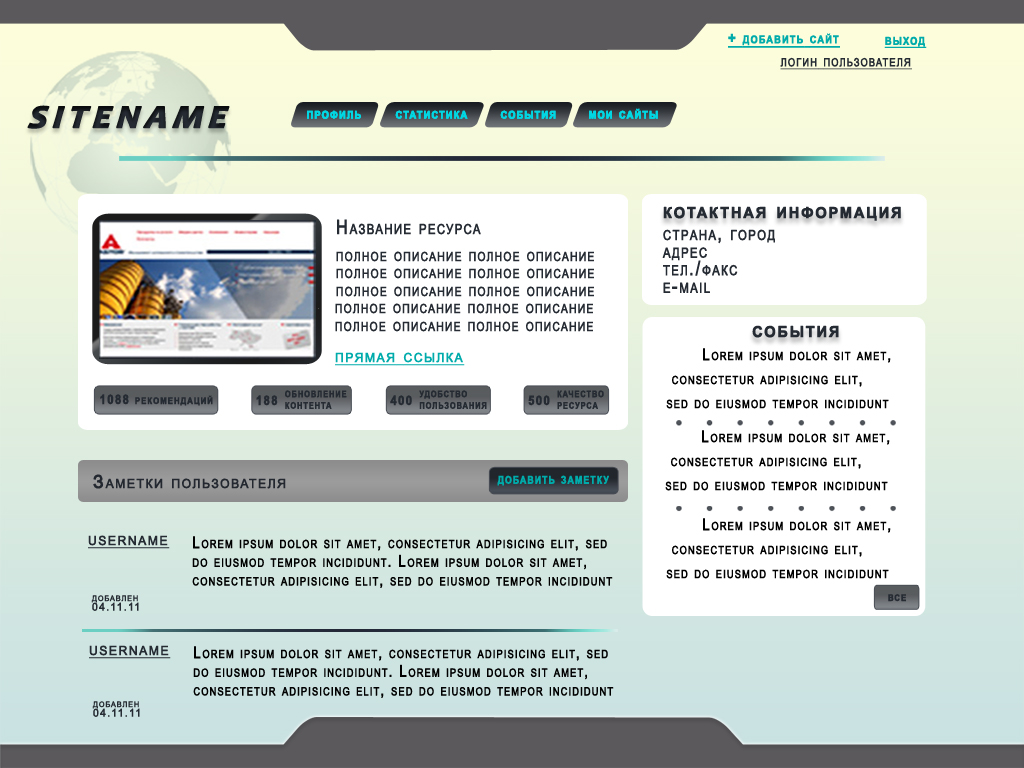 + ДОБАВИТЬ САЙТ
ВЫХОД
ЛОГИН ПОЛЬЗОВАТЕЛЯ
SITENAME
ПРОФИЛЬ
СТАТИСТИКА
СОБЫТИЯ
МОИ САЙТЫ
НАЗВАНИЕ РЕСУРСА
ПОЛНОЕ ОПИСАНИЕ ПОЛНОЕ ОПИСАНИЕ
ПОЛНОЕ ОПИСАНИЕ ПОЛНОЕ ОПИСАНИЕ
ПОЛНОЕ ОПИСАНИЕ ПОЛНОЕ ОПИСАНИЕ
ПОЛНОЕ ОПИСАНИЕ ПОЛНОЕ ОПИСАНИЕ
ПОЛНОЕ ОПИСАНИЕ ПОЛНОЕ ОПИСАНИЕ
ПРЯМАЯ ССЫЛКА
1088 РЕКОМЕНДАЦИЙ
188 ОБНОВЛЕНИЕ
КОНТЕНТА
400 УДОБСТВО
ПОЛЬЗОВАНИЯ
500 КАЧЕСТВО
РЕСУРСА
КОТАКТНАЯ ИНФОРМАЦИЯ
СТРАНА, ГОРОД
АДРЕС
ТЕЛ./ФАКС
E-MAIL
СОБЫТИЯ
LOREM IPSUM DOLOR SIT AMET,
CONSECTETUR ADIPISICING ELIT,
SED DO EIUSMOD TEMPOR INCIDIDUNT
LOREM IPSUM DOLOR SIT AMET,
CONSECTETUR ADIPISICING ELIT,
SED DO EIUSMOD TEMPOR INCIDIDUNT
LOREM IPSUM DOLOR SIT AMET,
CONSECTETUR ADIPISICING ELIT,
SED DO EIUSMOD TEMPOR INCIDIDUNT
ВСЕ
ЗАМЕТКИ ПОЛЬЗОВАТЕЛЯ
ДОБАВИТЬ ЗАМЕТКУ
USERNAME
LOREM IPSUM DOLOR SIT AMET, CONSECTETUR ADIPISICING ELIT, SED
DO EIUSMOD TEMPOR INCIDIDUNT. LOREM IPSUM DOLOR SIT AMET,
CONSECTETUR ADIPISICING ELIT, SED DO EIUSMOD TEMPOR INCIDIDUNT
ДОБАВЛЕН
04.11.11
USERNAME
LOREM IPSUM DOLOR SIT AMET, CONSECTETUR ADIPISICING ELIT, SED
DO EIUSMOD TEMPOR INCIDIDUNT. LOREM IPSUM DOLOR SIT AMET,
CONSECTETUR ADIPISICING ELIT, SED DO EIUSMOD TEMPOR INCIDIDUNT
ДОБАВЛЕН
04.11.11